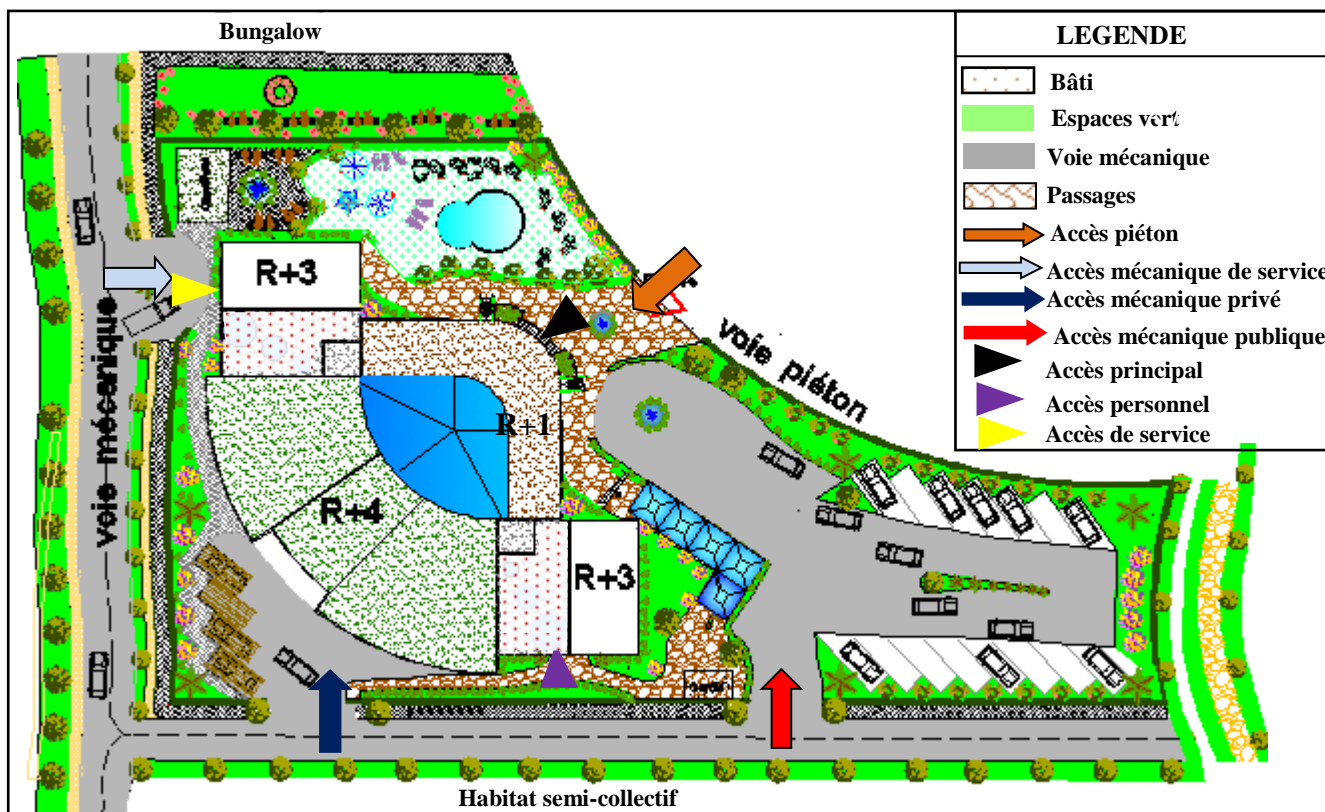 Bungalow
LEGENDE
Bâti
Espaces vert
Voie mécanique
Passages
Accès piéton
Accès mécanique de service
Accès mécanique privé
Accès mécanique publique
Accès principal
Accès personnel
Accès de service
R+3
voie mécanique
voie piéton
R+1
R+4
R+3
Habitat semi-collectif